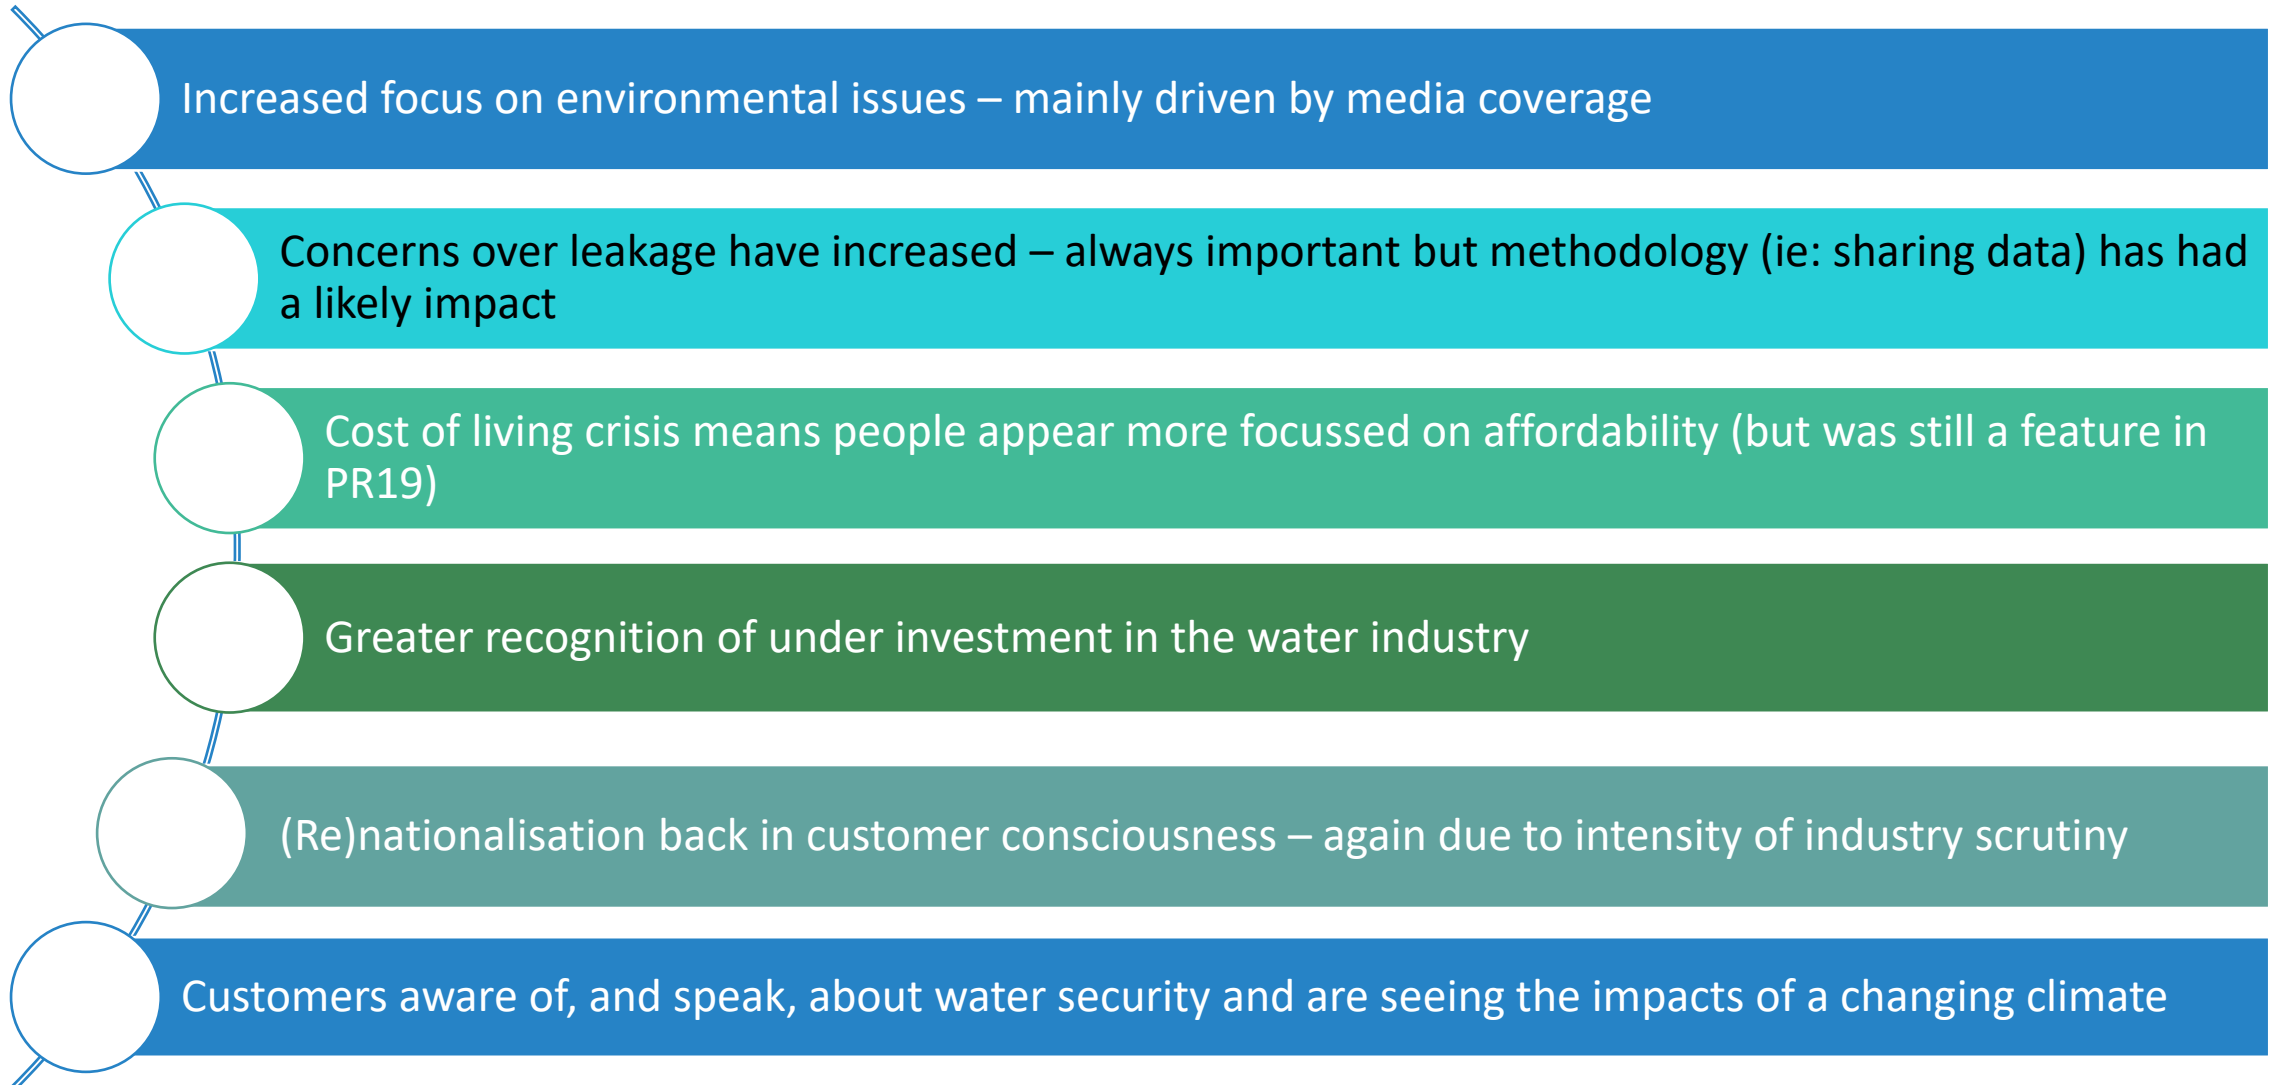 Increased focus on environmental issues – mainly driven by media coverage
Concerns over leakage have increased – always important but methodology (ie: sharing data) has had
a likely impact
Cost of living crisis means people appear more focussed on affordability (but was still a feature in
PR19)
Greater recognition of under investment in the water industry
(Re)nationalisation back in customer consciousness – again due to intensity of industry scrutiny
Customers aware of, and speak, about water security and are seeing the impacts of a changing climate